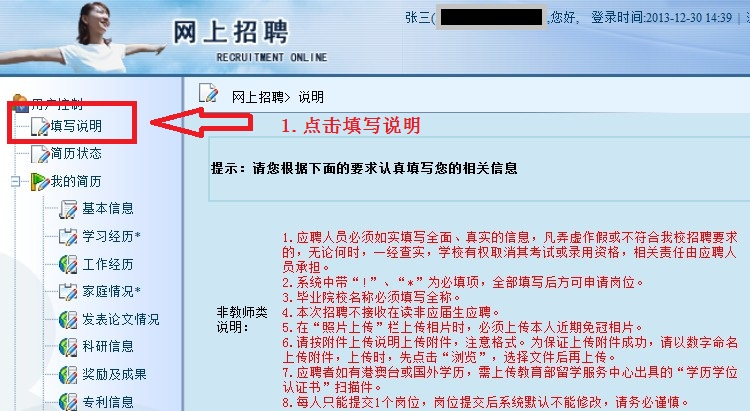 张三(
,您好, 登录时间:2013-12-30 14:39 |
网上招聘
RECRUITMENT ONLINE
用户控制
填写说明
简历状态
我的简历
基本信息
学习经历*
工作经历
家庭情况*
发表论文情况
科研信息
奖励及成果
专利信息
网上招聘> 说明
1. 点击填写说明
提示：请您根据下面的要求认真填写您的相关信息
非教师类
说明：
1.应聘人员必须如实填写全面、真实的信息，凡弄虚作假或不符合我校招聘要求
的，无论何时，一经查实，学校有权取消其考试或录用资格，相关责任由应聘人
员承担。
2.系统中带“!”、“*”为必填项，全部填写后方可申请岗位。
3.毕业院校名称必须填写全称。
4.本次招聘不接收在读非应届生应聘。
5.在“照片上传”栏上传相片时，必须上传本人近期免冠相片。
6.请按附件上传说明上传附件，注意格式。为保证上传附件成功，请以数字命名
上传附件，上传时，先点击“浏览”，选择文件后再上传。
7.应聘者如有港澳台或国外学历，需上传教育部留学服务中心出具的“学历学位
认证书”扫描件。
8.每人只能提交1个岗位，岗位提交后系统默认不能修改，请务必谨慎。